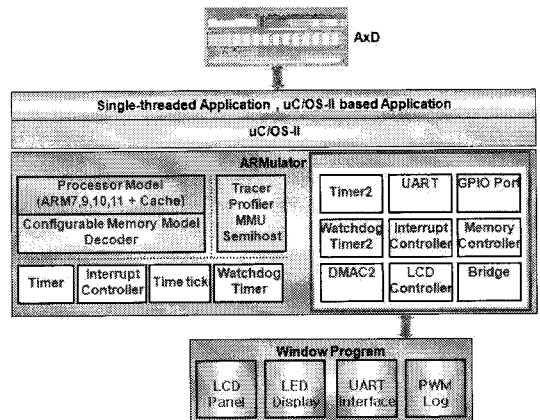 AxD
Single-threaded Application , uC/OS-II based Application
uC/OS-II
ARMulator
Processor Model
(ARM7,9,10,11 + Cache)
Configurable Memory Model
Decoder
Tracer
Profiler
MMU
Semihost
Timer
Interrupt
Controller
Time tick
Watchdog
Timer
Timer2
UART
GPIO Port
Watchdog
Timer2
Interrupt
Controller
Memory
Controller
DMAC2
LCD
Controller
Bridge
Window Program
LCD
Panel
LED
Display
UART
Interface
PWM
Log